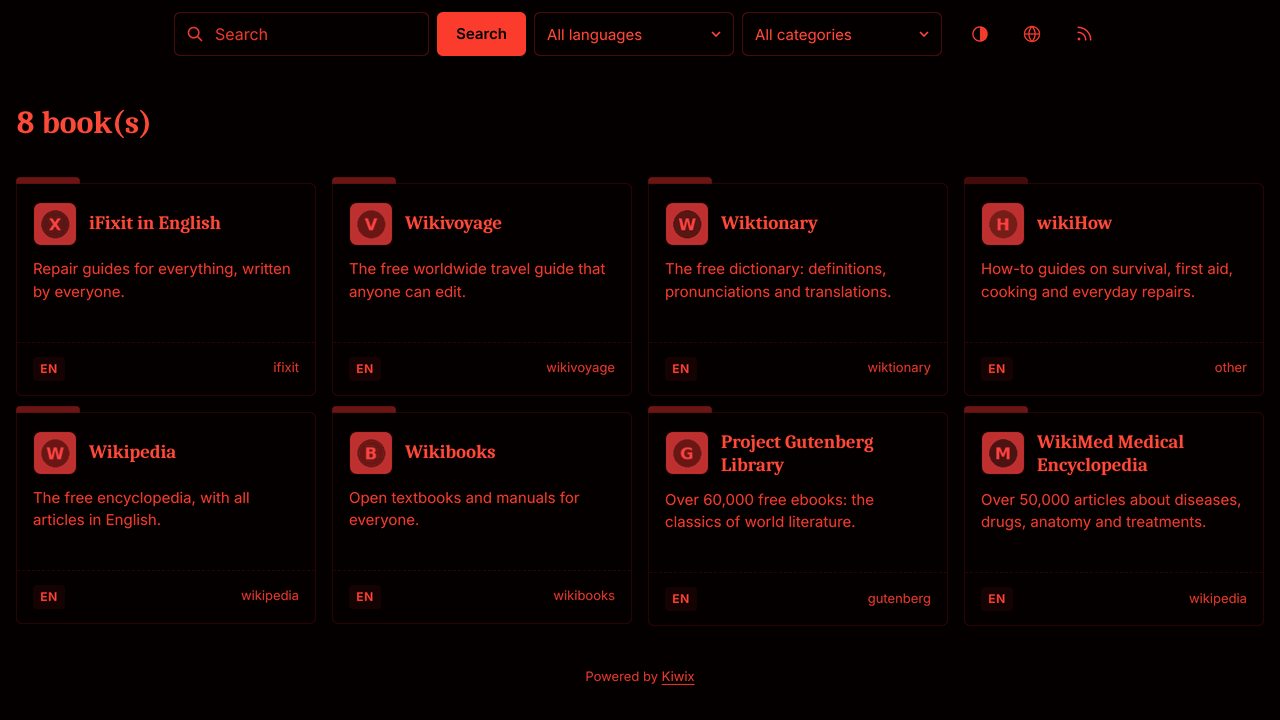 Search
Search
All languages
All categories
8 book(s)
X
iFixit in English
Repair guides for everything, written
by everyone.
EN
ifixit
V
Wikivoyage
The free worldwide travel guide that
anyone can edit.
EN
wikivoyage
W
Wiktionary
The free dictionary: definitions,
pronunciations and translations.
EN
wiktionary
H
wikiHow
How-to guides on survival, first aid,
cooking and everyday repairs.
EN
other
W
Wikipedia
The free encyclopedia, with all
articles in English.
EN
wikipedia
B
Wikibooks
Open textbooks and manuals for
everyone.
EN
wikibooks
G
Project Gutenberg
Library
Over 60,000 free ebooks: the
classics of world literature.
EN
gutenberg
M
WikiMed Medical
Encyclopedia
Over 50,000 articles about diseases,
drugs, anatomy and treatments.
EN
wikipedia
Powered by Kiwix